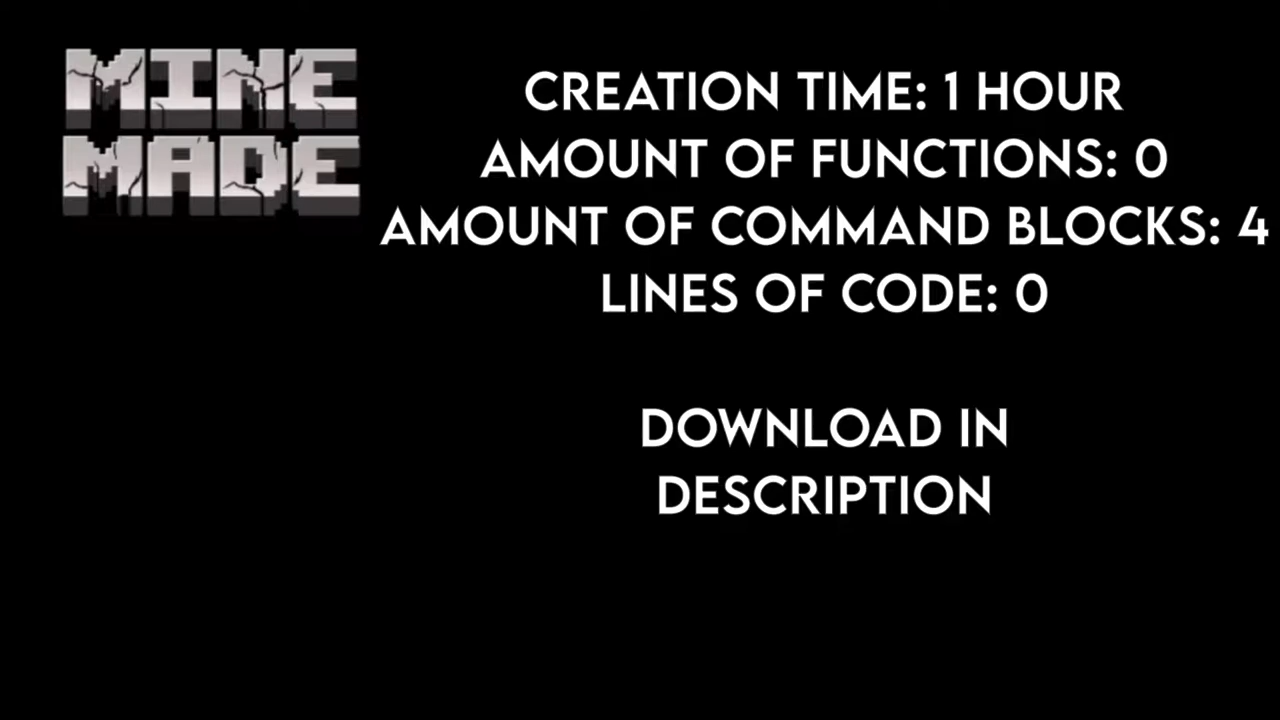 MINE
MADE
CREATION TIME: 1 HOUR
AMOUNT OF FUNCTIONS: 0
AMOUNT OF COMMAND BLOCKS: 4
LINES OF CODE: 0
DOWNLOAD IN
DESCRIPTION